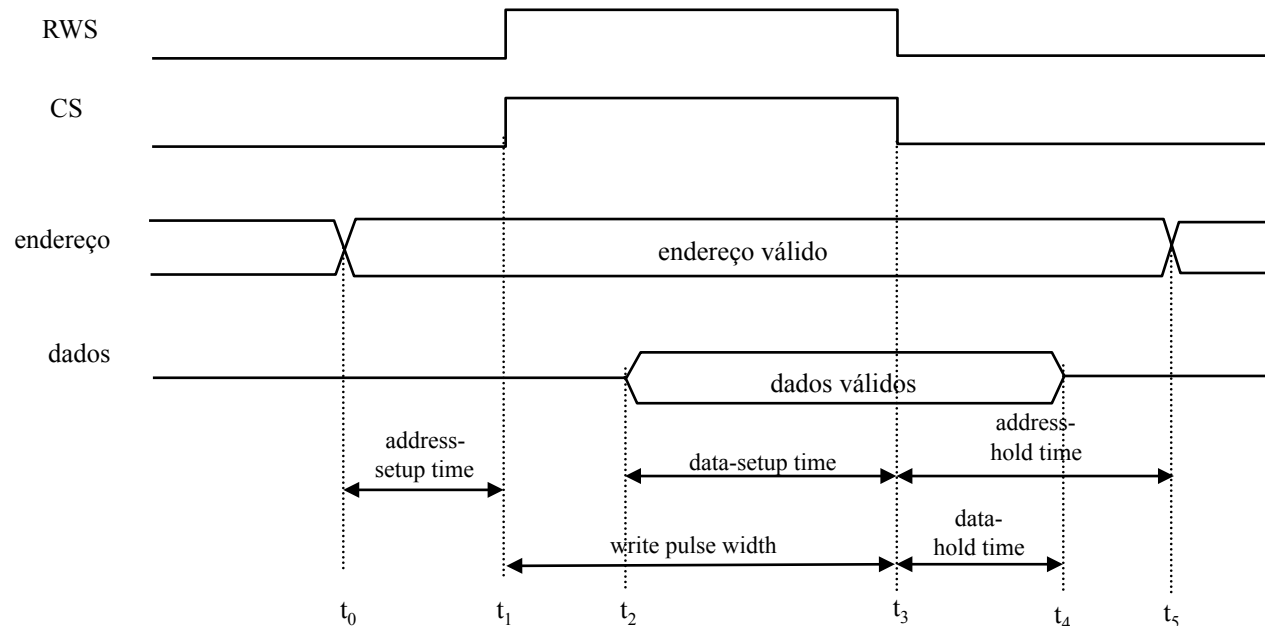 RWS
CS
endereço
endereço válido
dados
dados válidos
address-
setup time
data-setup time
address-
hold time
write pulse width
data-
hold time
t₀
t₁
t₂
t₃
t₄
t₅